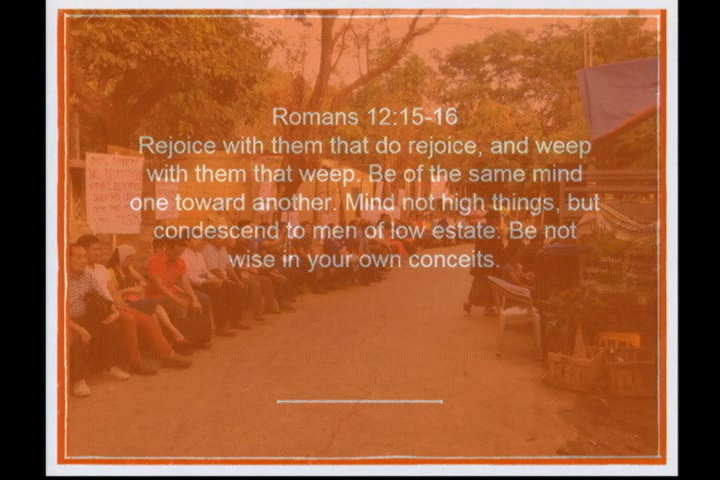 Romans 12:15-16
Rejoice with them that do rejoice, and weep
with them that weep. Be of the same mind
one toward another. Mind not high things, but
condescend to men of low estate. Be not
wise in your own conceits.